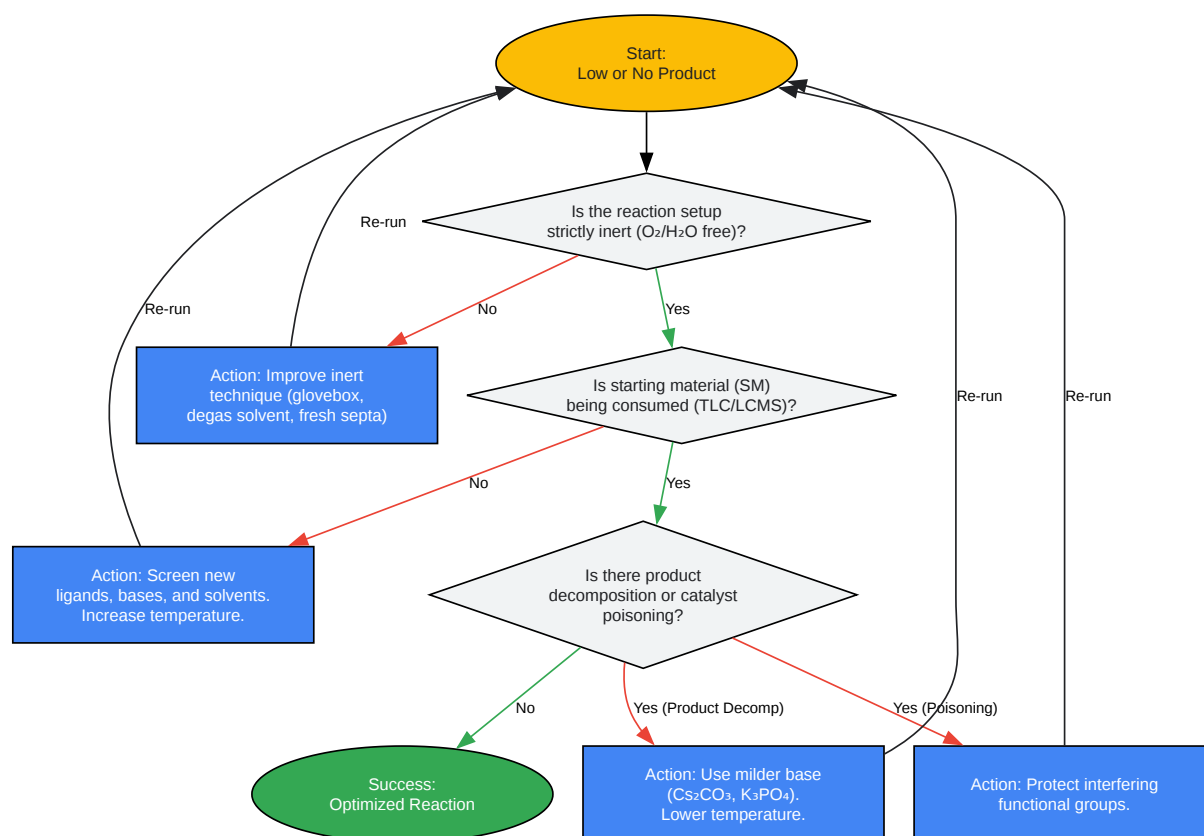 Start:
Low or No Product
Is the reaction setup
strictly inert (O₂/H₂O free)?
Re-run
Re-run
No
Yes
Action: Improve inert
technique (glovebox,
degas solvent, fresh septa)
Is starting material (SM)
being consumed (TLC/LCMS)?
Re-run
Re-run
No
Yes
Action: Screen new
ligands, bases, and solvents.
Increase temperature.
Is there product
decomposition or catalyst
poisoning?
No
Yes (Product Decomp)
Yes (Poisoning)
Success:
Optimized Reaction
Action: Use milder base
(Cs₂CO₃, K₃PO₄).
Lower temperature.
Action: Protect interfering
functional groups.